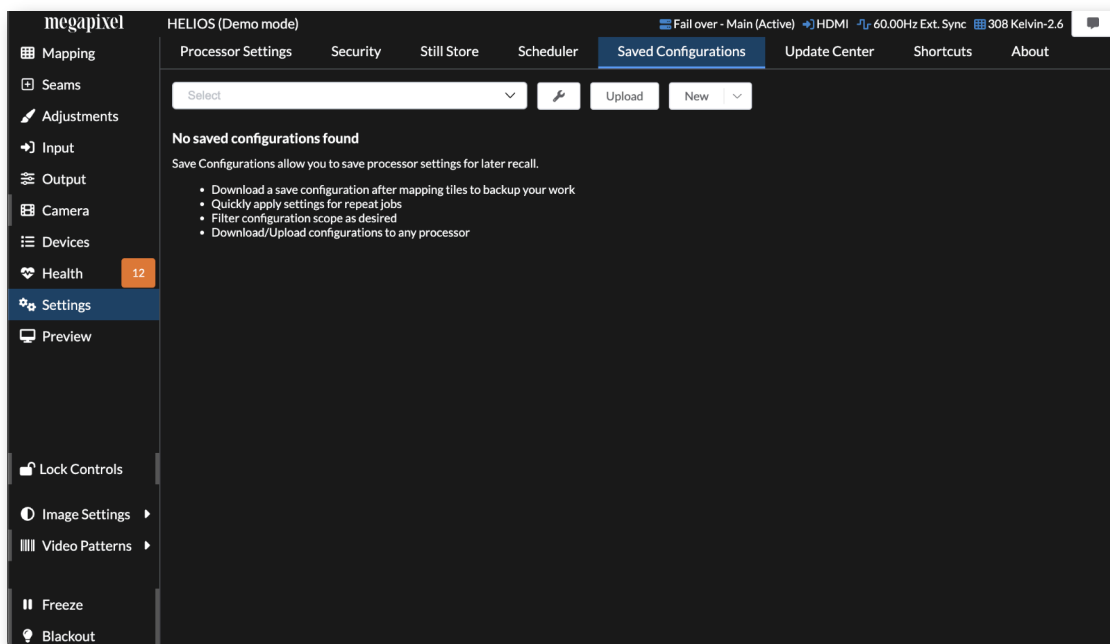 megapixel
HELIOS (Demo mode)
Fail over - Main (Active) HDMI 60.00Hz Ext. Sync 308 Kelvin-2.6
Mapping
Seams
Adjustments
Input
Output
Camera
Devices
Health 12
Settings
Preview
Lock Controls
Image Settings
Video Patterns
Freeze
Blackout
Processor Settings Security Still Store Scheduler Saved Configurations Update Center Shortcuts About
Select Upload New
No saved configurations found
Save Configurations allow you to save processor settings for later recall.
• Download a save configuration after mapping tiles to backup your work
• Quickly apply settings for repeat jobs
• Filter configuration scope as desired
• Download/Upload configurations to any processor